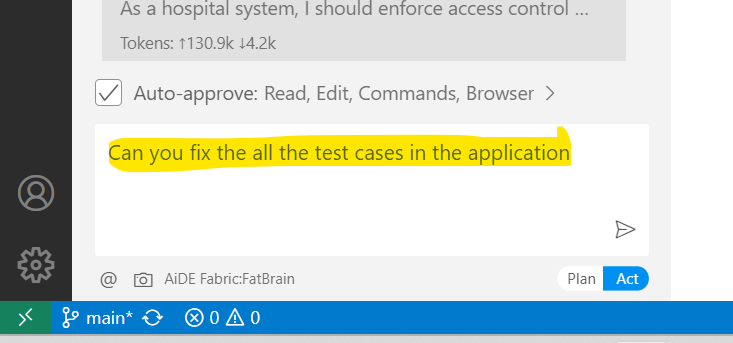 As a hospital system, I should enforce access control ...
Tokens: ↑130.9k ↓4.2k
Auto-approve: Read, Edit, Commands, Browser >
Can you fix the all the test cases in the application
@ AiDE Fabric:FatBrain Plan Act
main* 0 0